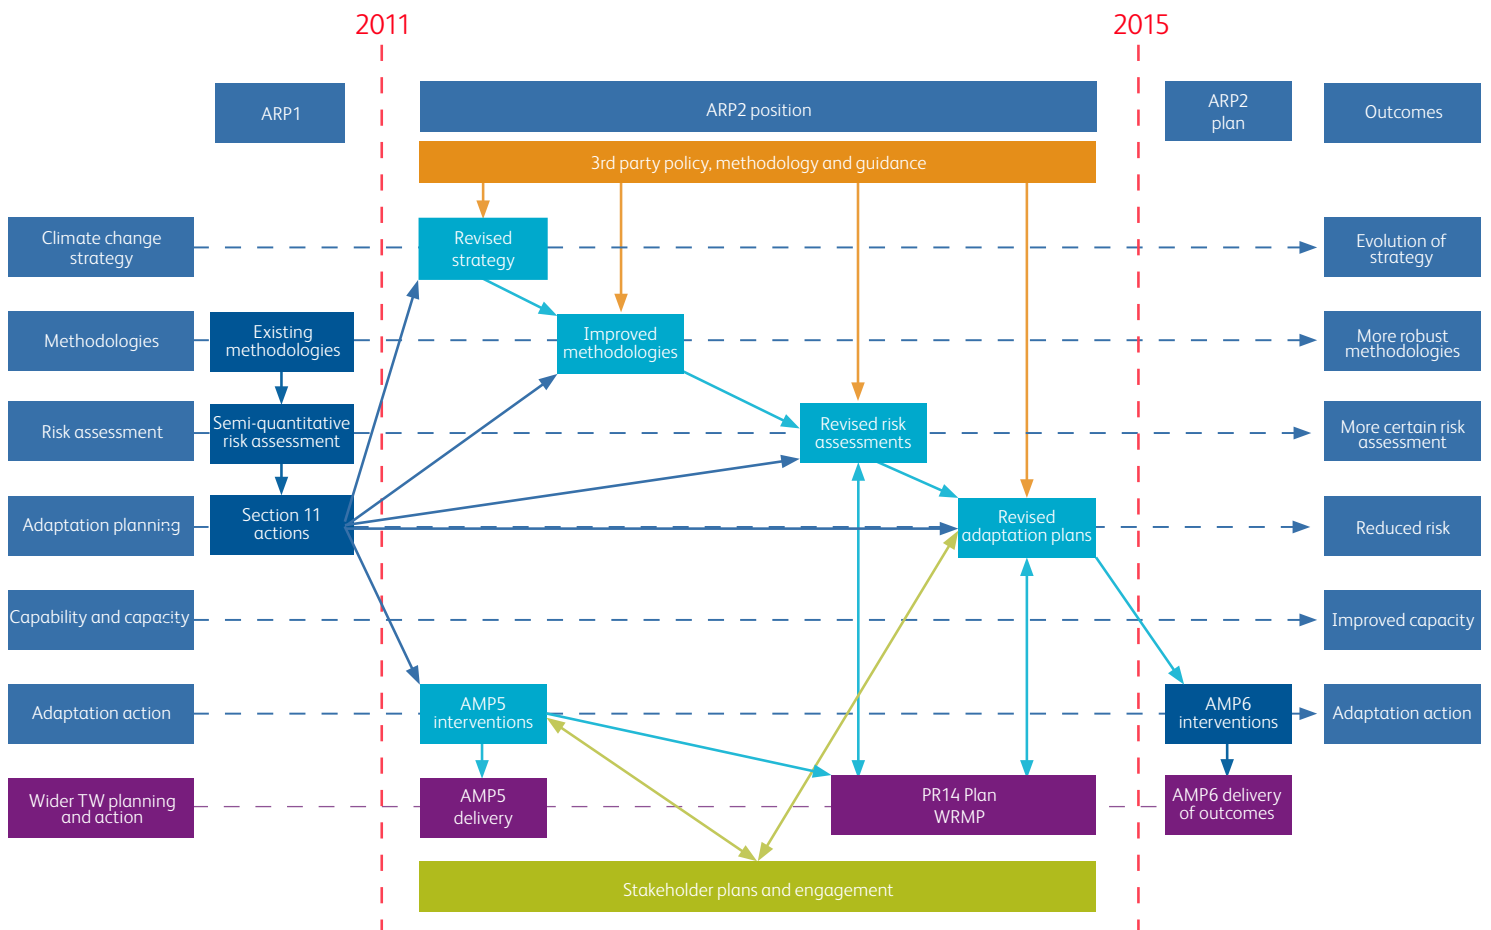 2011
2015
ARP1
ARP2 position
ARP2
plan
Outcomes
3rd party policy, methodology and guidance
Climate change
strategy
Revised
strategy
Evolution of
strategy
Methodologies
Existing
methodologies
Improved
methodologies
More robust
methodologies
Risk assessment
Semi-quantitative
risk assessment
Revised risk
assessments
More certain risk
assessment
Adaptation planning
Section 11
actions
Revised
adaptation plans
Reduced risk
Capability and capacity
Improved capacity
Adaptation action
AMP5
interventions
AMP6
interventions
Adaptation action
Wider TW planning
and action
AMP5
delivery
PR14 Plan
WRMP
AMP6 delivery
of outcomes
Stakeholder plans and engagement